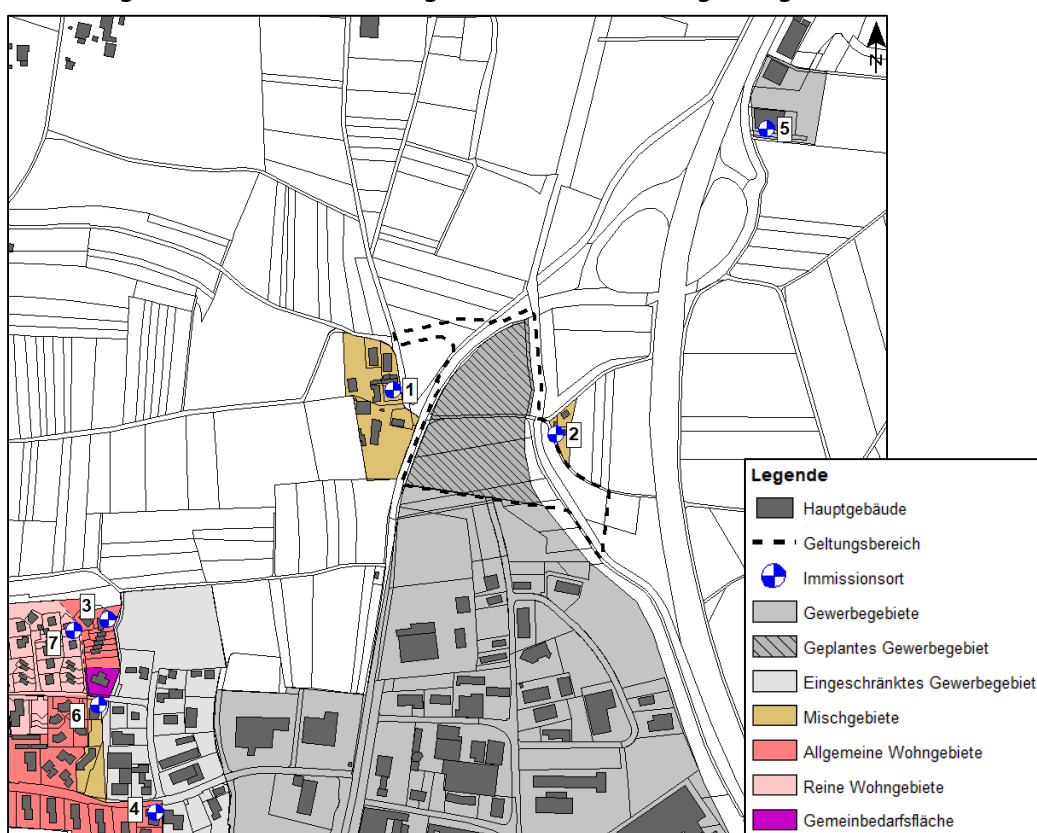 N
5
1
2
3
7
6
4
Legende
Hauptgebäude
Geltungsbereich
Immissionsort
Gewerbegebiete
Geplantes Gewerbegebiet
Eingeschränktes Gewerbegebiet
Mischgebiete
Allgemeine Wohngebiete
Reine Wohngebiete
Gemeinbedarfsfläche